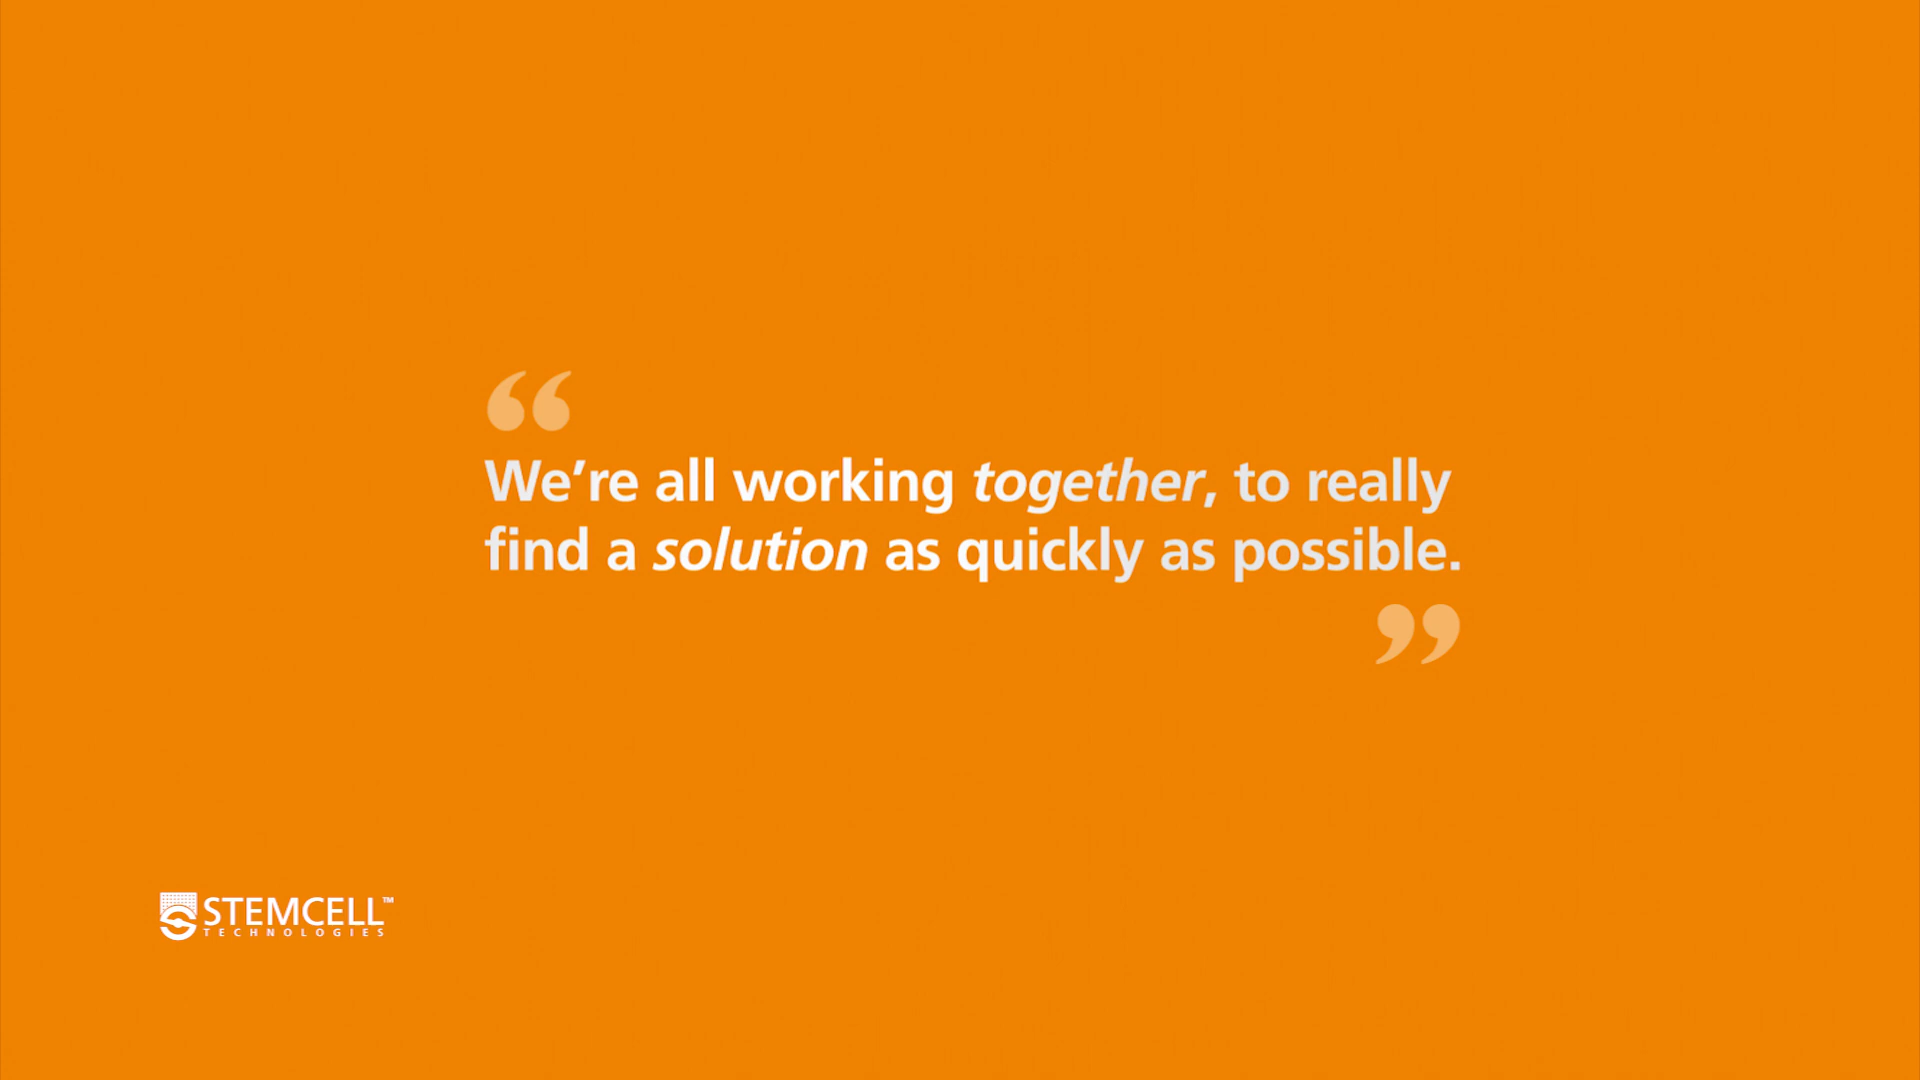 “
We’re all working together, to really
find a solution as quickly as possible.
”
STEMCELL™
TECHNOLOGIES